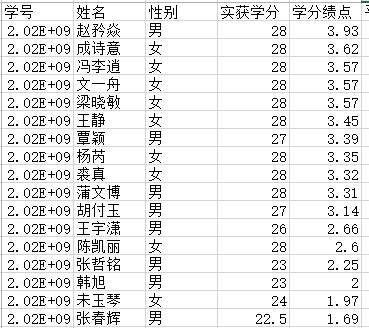 学号 姓名 性别 实获学分 学分绩点
2.02E+09 赵矜焱 男 28 3.93
2.02E+09 成诗意 女 28 3.62
2.02E+09 冯李逍 女 28 3.57
2.02E+09 文一舟 女 28 3.57
2.02E+09 梁晓敏 女 28 3.57
2.02E+09 王静 女 28 3.45
2.02E+09 覃颖 男 27 3.39
2.02E+09 杨芮 女 28 3.35
2.02E+09 裘真 女 28 3.32
2.02E+09 蒲文博 男 28 3.31
2.02E+09 胡付玉 男 27 3.14
2.02E+09 王宇潇 男 26 2.66
2.02E+09 陈凯丽 女 28 2.6
2.02E+09 张哲铭 男 23 2.25
2.02E+09 韩旭 男 23 2
2.02E+09 未玉琴 女 24 1.97
2.02E+09 张春辉 男 22.5 1.69